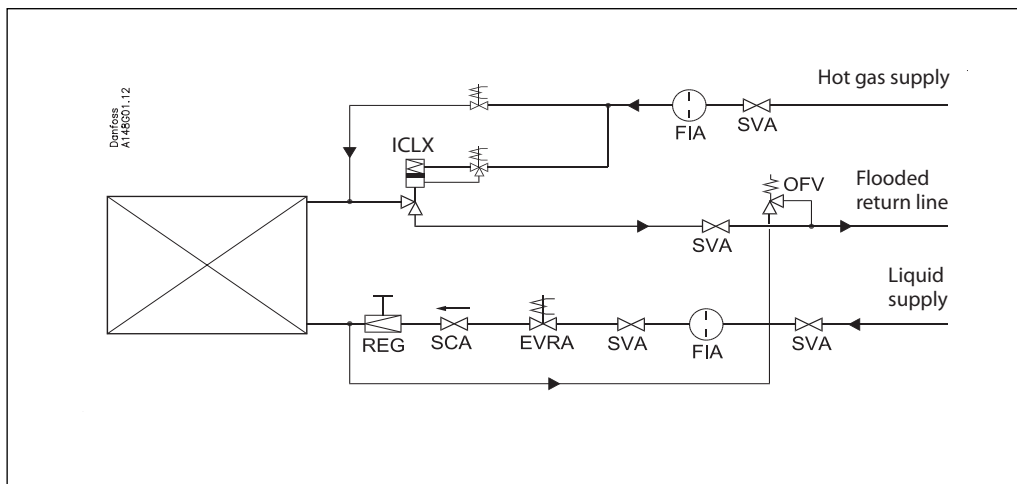 Danfoss
A148G01.12
Hot gas supply
FIA
SVA
ICLX
OFV
Flooded
return line
SVA
Liquid
supply
REG
SCA
EVRA
SVA
FIA
SVA